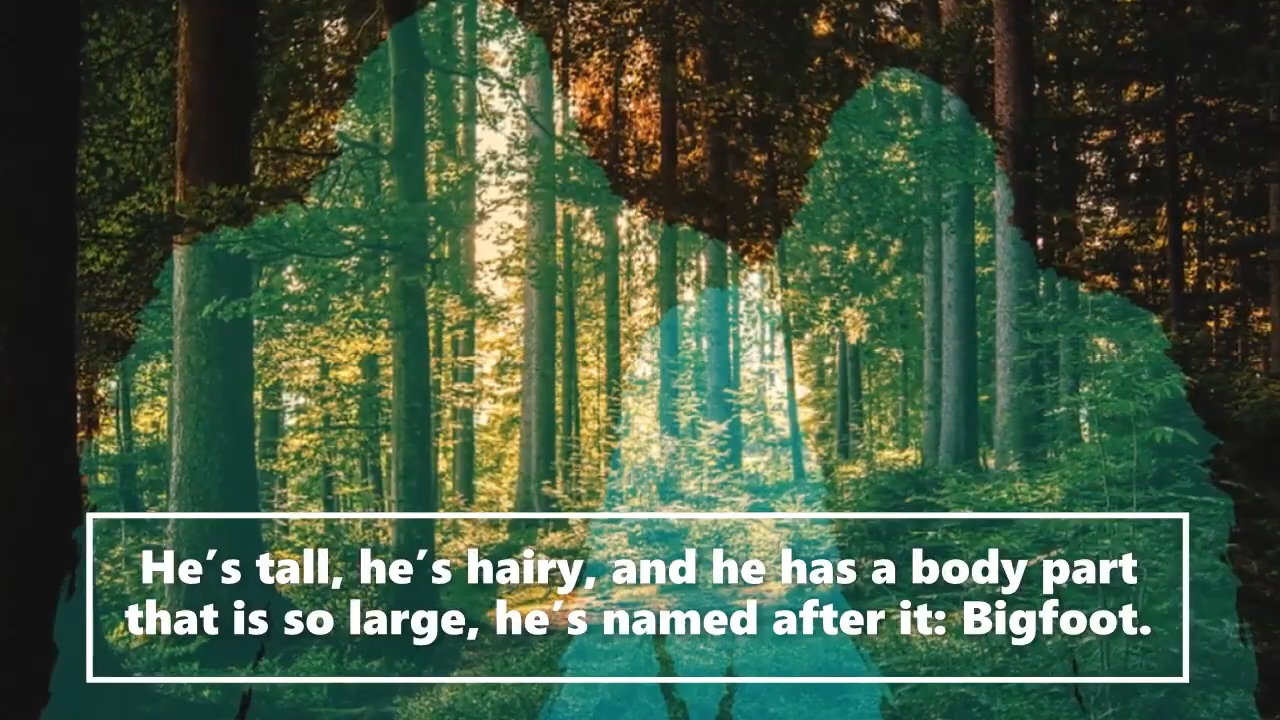 He’s tall, he’s hairy, and he has a body part
that is so large, he’s named after it: Bigfoot.